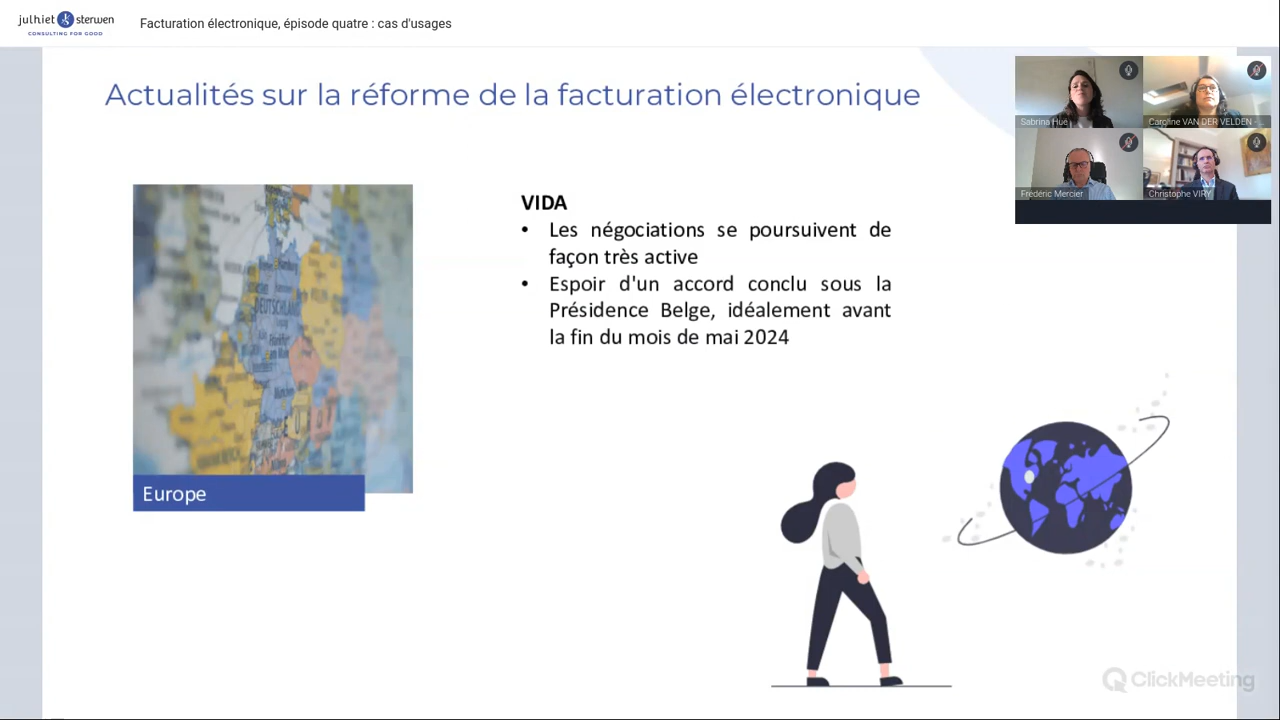 julhiet sterwen
CONSULTING FOR GOOD
Facturation électronique, épisode quatre : cas d'usages
Actualités sur la réforme de la facturation électronique
Sabrina Hué
Caroline VAN DER VELDEN -...
Frédéric Mercier
Christophe VIRY
VIDA
• Les négociations se poursuivent de
façon très active
• Espoir d'un accord conclu sous la
Présidence Belge, idéalement avant
la fin du mois de mai 2024
DEUTSCHLAND
Europe
ClickMeeting